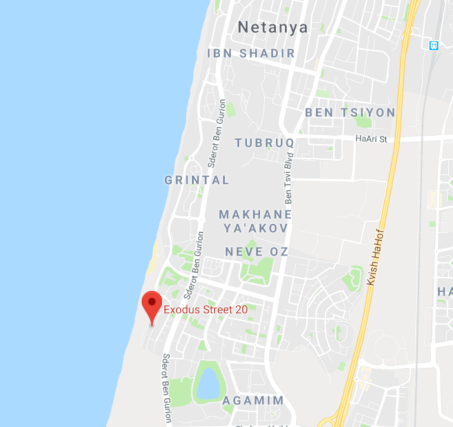 Netanya
IBN SHADIR
BEN TSIYON
Sderot Ben Gurion
TUBRUQ
HaAri St
Ben Tsvi Blvd
GRINTAL
MAKHANE
YA'AKOV
NEVE OZ
Sderot Ben Gurion
Kvish HaHof
HA
Exodus Street 20
Sderot Ben Gurion
AGAMIM